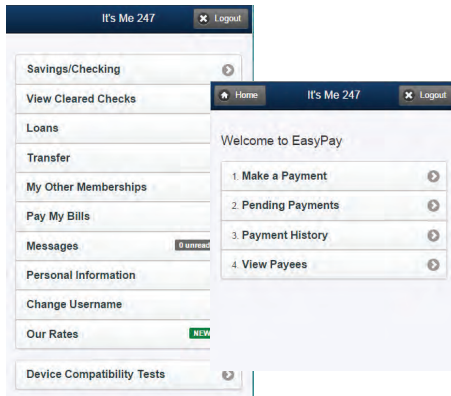 It's Me 247
Logout
Savings/Checking
View Cleared Checks
Loans
Transfer
My Other Memberships
Pay My Bills
Messages
Personal Information
Change Username
Our Rates NEW
Device Compatibility Tests
Home It's Me 247 Logout
Welcome to EasyPay
1. Make a Payment
2. Pending Payments
3. Payment History
4. View Payees